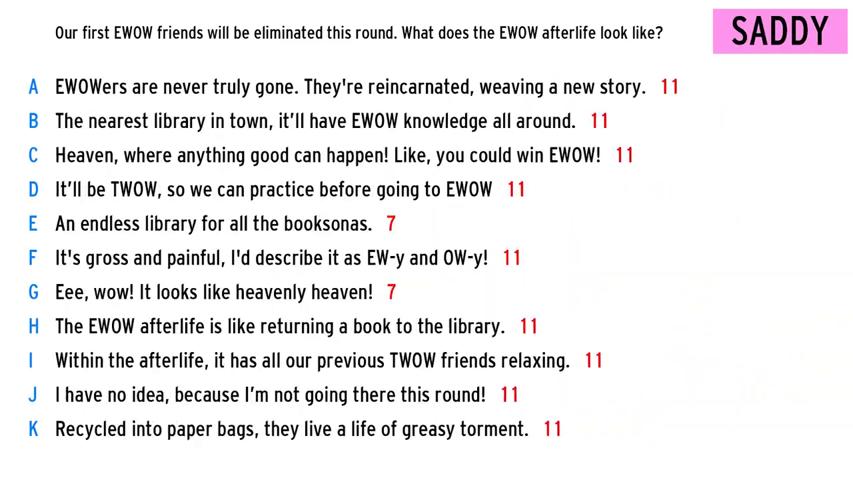 Our first EWOW friends will be eliminated this round. What does the EWOW afterlife look like?
SADDY
A EWOWers are never truly gone. They're reincarnated, weaving a new story. 11
B The nearest library in town, it’ll have EWOW knowledge all around. 11
C Heaven, where anything good can happen! Like, you could win EWOW! 11
D It’ll be TWOW, so we can practice before going to EWOW 11
E An endless library for all the booksonas. 7
F It's gross and painful, I'd describe it as EW-y and OW-y! 11
G Eee, wow! It looks like heavenly heaven! 7
H The EWOW afterlife is like returning a book to the library. 11
I Within the afterlife, it has all our previous TWOW friends relaxing. 11
J I have no idea, because I’m not going there this round! 11
K Recycled into paper bags, they live a life of greasy torment. 11